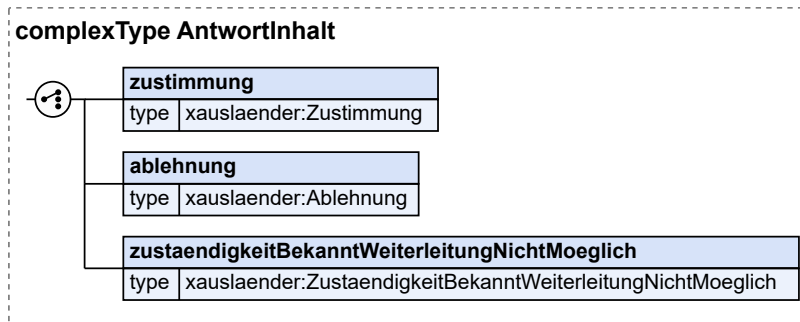 complexType AntwortInhalt
zustimmung
type xauslaender:Zustimmung
ablehnung
type xauslaender:Ablehnung
zustaendigkeitBekanntWeiterleitungNichtMoeglich
type xauslaender:ZustaendigkeitBekanntWeiterleitungNichtMoeglich